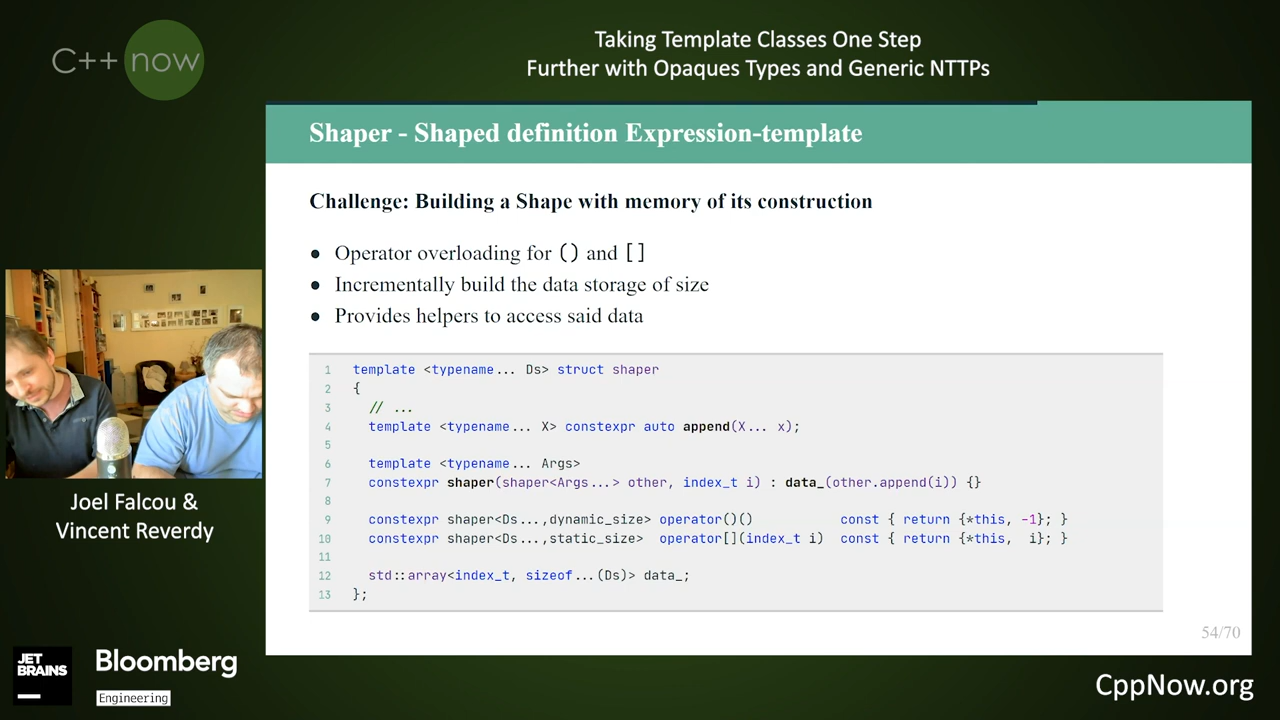 C++ now
Taking Template Classes One Step
Further with Opaques Types and Generic NTTPs
Shaper - Shaped definition Expression-template
Challenge: Building a Shape with memory of its construction
● Operator overloading for () and []
● Incrementally build the data storage of size
● Provides helpers to access said data
1 template <typename... Ds> struct shaper
2 {
3 // ...
4 template <typename... X> constexpr auto append(X... x);
5
6 template <typename... Args>
7 constexpr shaper(shaper<Args...> other, index_t i) : data_(other.append(i)) {}
8
9 constexpr shaper<Ds...,dynamic_size> operator()() const { return {*this, -1}; }
10 constexpr shaper<Ds...,static_size> operator[](index_t i) const { return {*this, i}; }
11
12 std::array<index_t, sizeof...(Ds)> data_;
13 };
54/70
Joel Falcou &
Vincent Reverdy
JET
BRAINS
Bloomberg
Engineering
CppNow.org